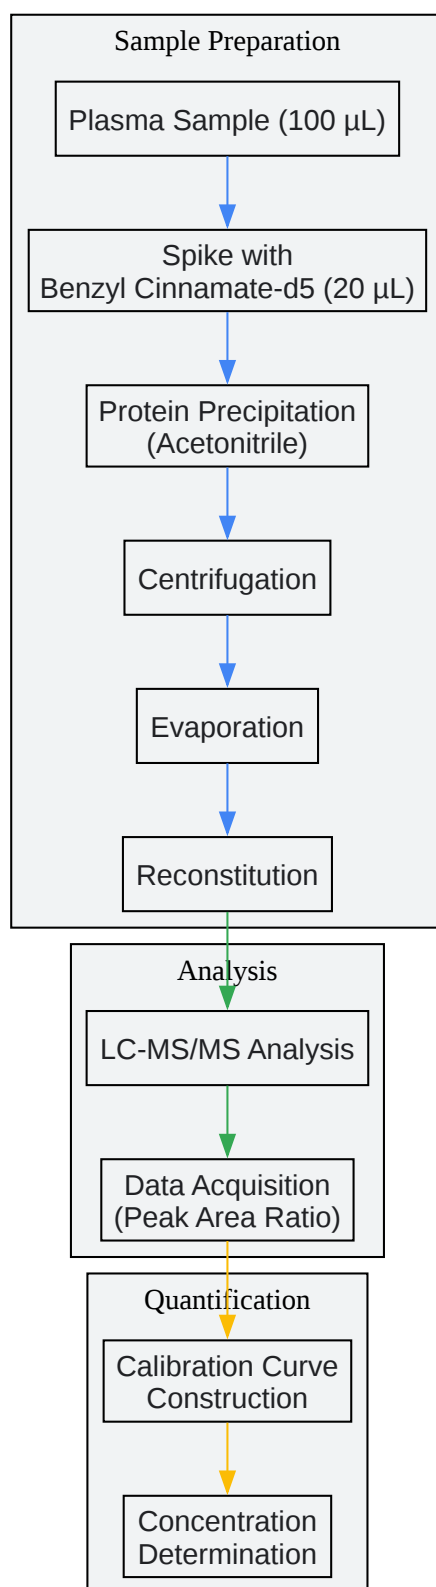 Sample Preparation
Plasma Sample (100 µL)
Spike with
Benzyl Cinnamate-d5 (20 µL)
Protein Precipitation
(Acetonitrile)
Centrifugation
Evaporation
Reconstitution
Analysis
LC-MS/MS Analysis
Data Acquisition
(Peak Area Ratio)
Quantification
Calibration Curve
Construction
Concentration
Determination